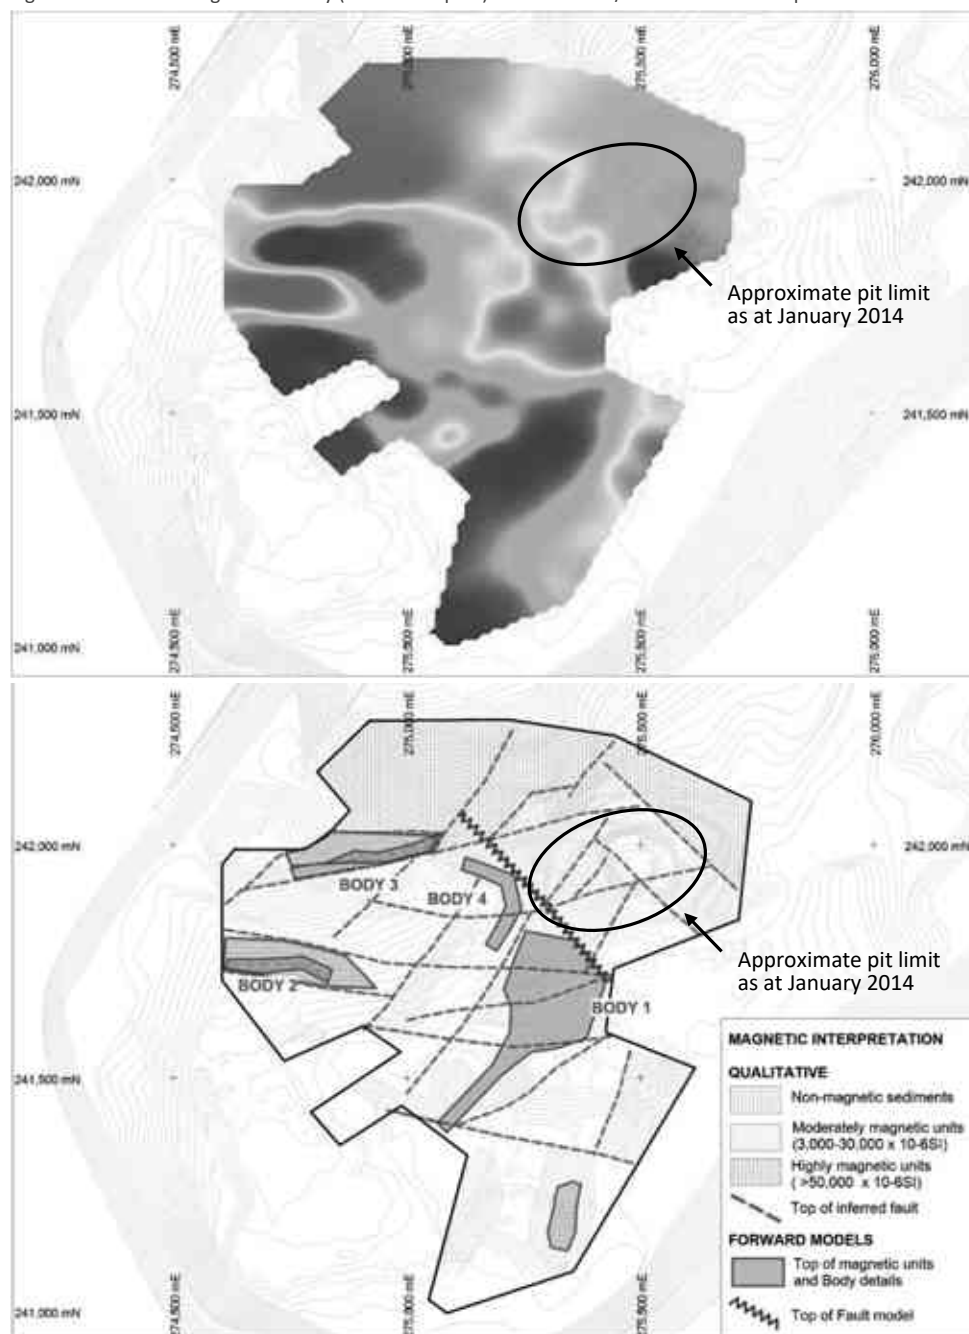 274,500 mE
275,500 mE
276,000 mE
242,000 mN
Approximate pit limit
as at January 2014
241,500 mN
241,500 mN
241,000 mN
274,500 mE
275,000 mE
275,500 mE
276,000 mE
274,500 mE
275,000 mE
275,500 mE
276,000 mE
242,000 mN
242,000 mN
BODY 3
BODY 4
Approximate pit limit
as at January 2014
BODY 2
BODY 1
MAGNETIC INTERPRETATION
QUALITATIVE
Non-magnetic sediments
Moderately magnetic units
(3,000-30,000 x 10-6SI)
Highly magnetic units
( >50,000 x 10-6SI)
Top of inferred fault
FORWARD MODELS
Top of magnetic units
and Body details
Top of Fault model
241,500 mN
241,000 mN
274,500 mE
275,000 mE
275,500 mE